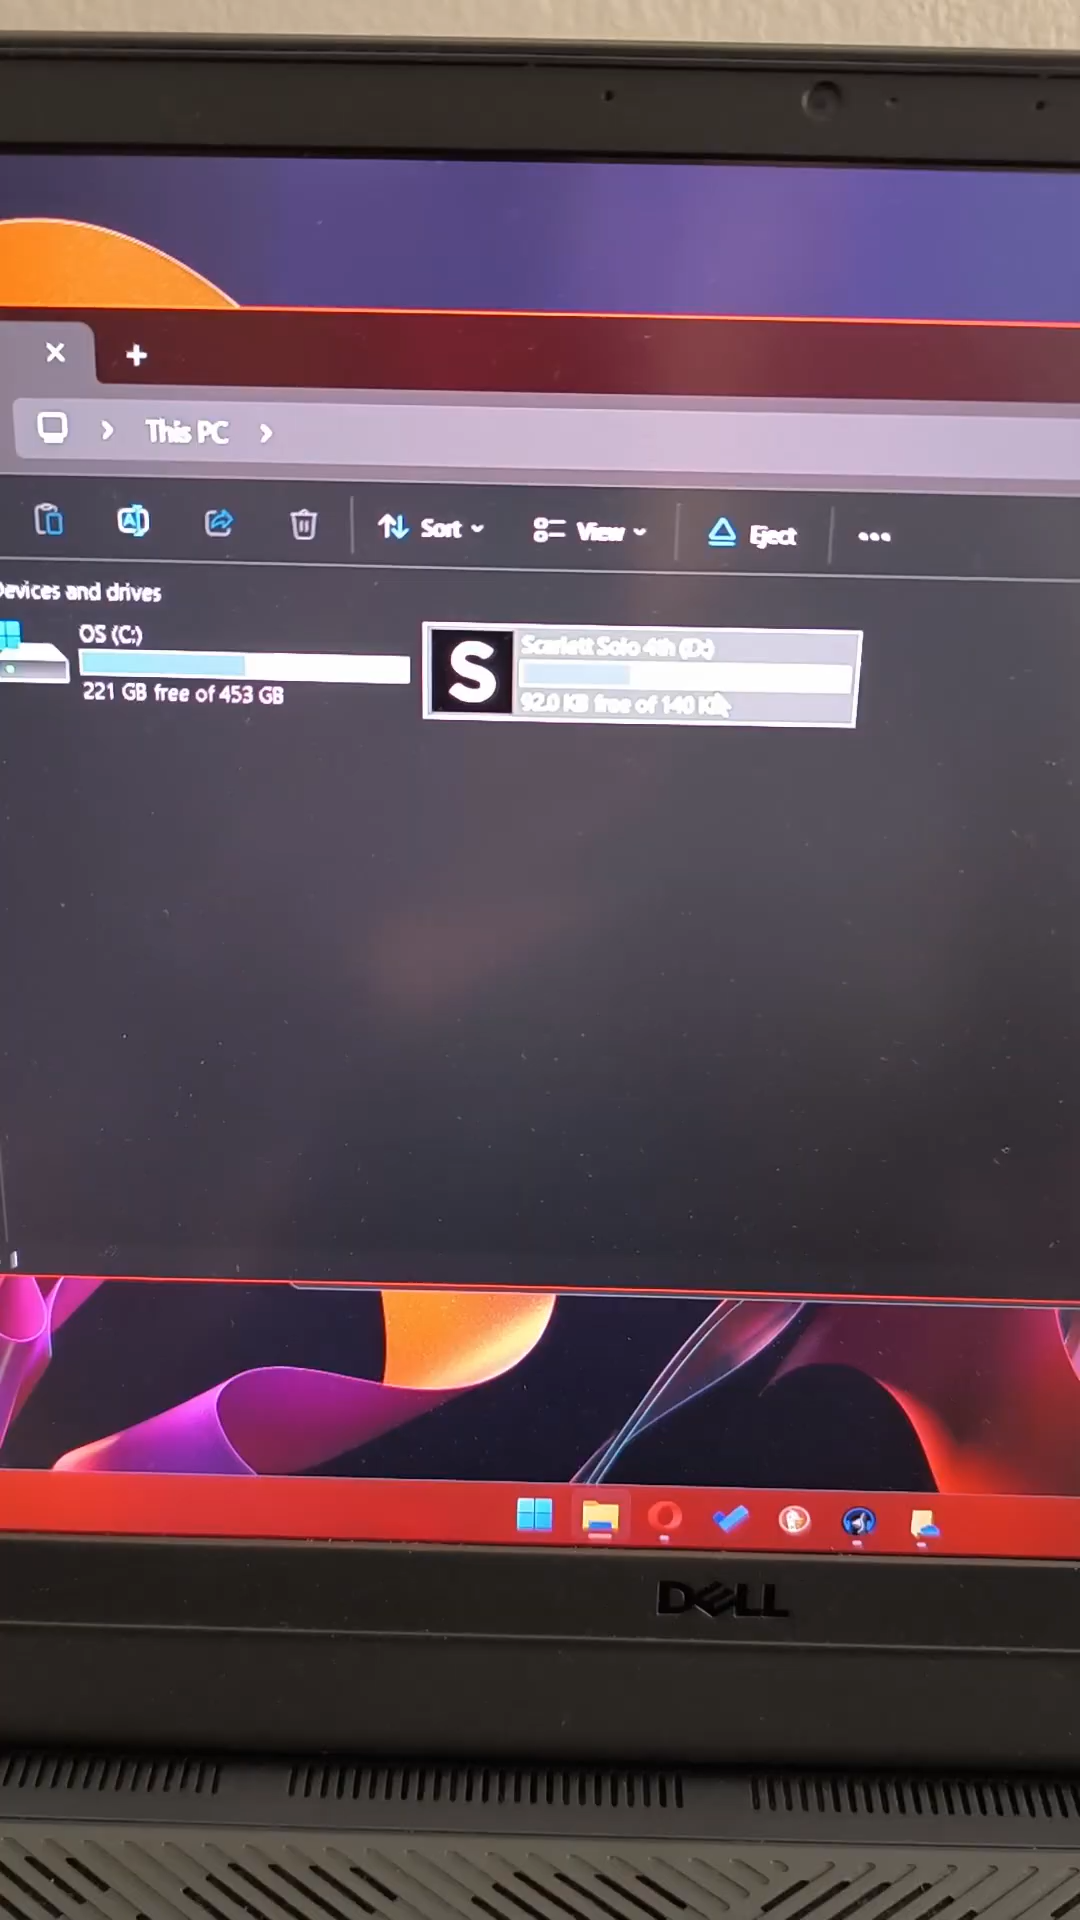 This PC
Sort
View
Eject
Devices and drives
OS (C:)
221 GB free of 453 GB
S
Scarlett Solo 4th (D:)
92.0 KB free of 140 KB
DELL